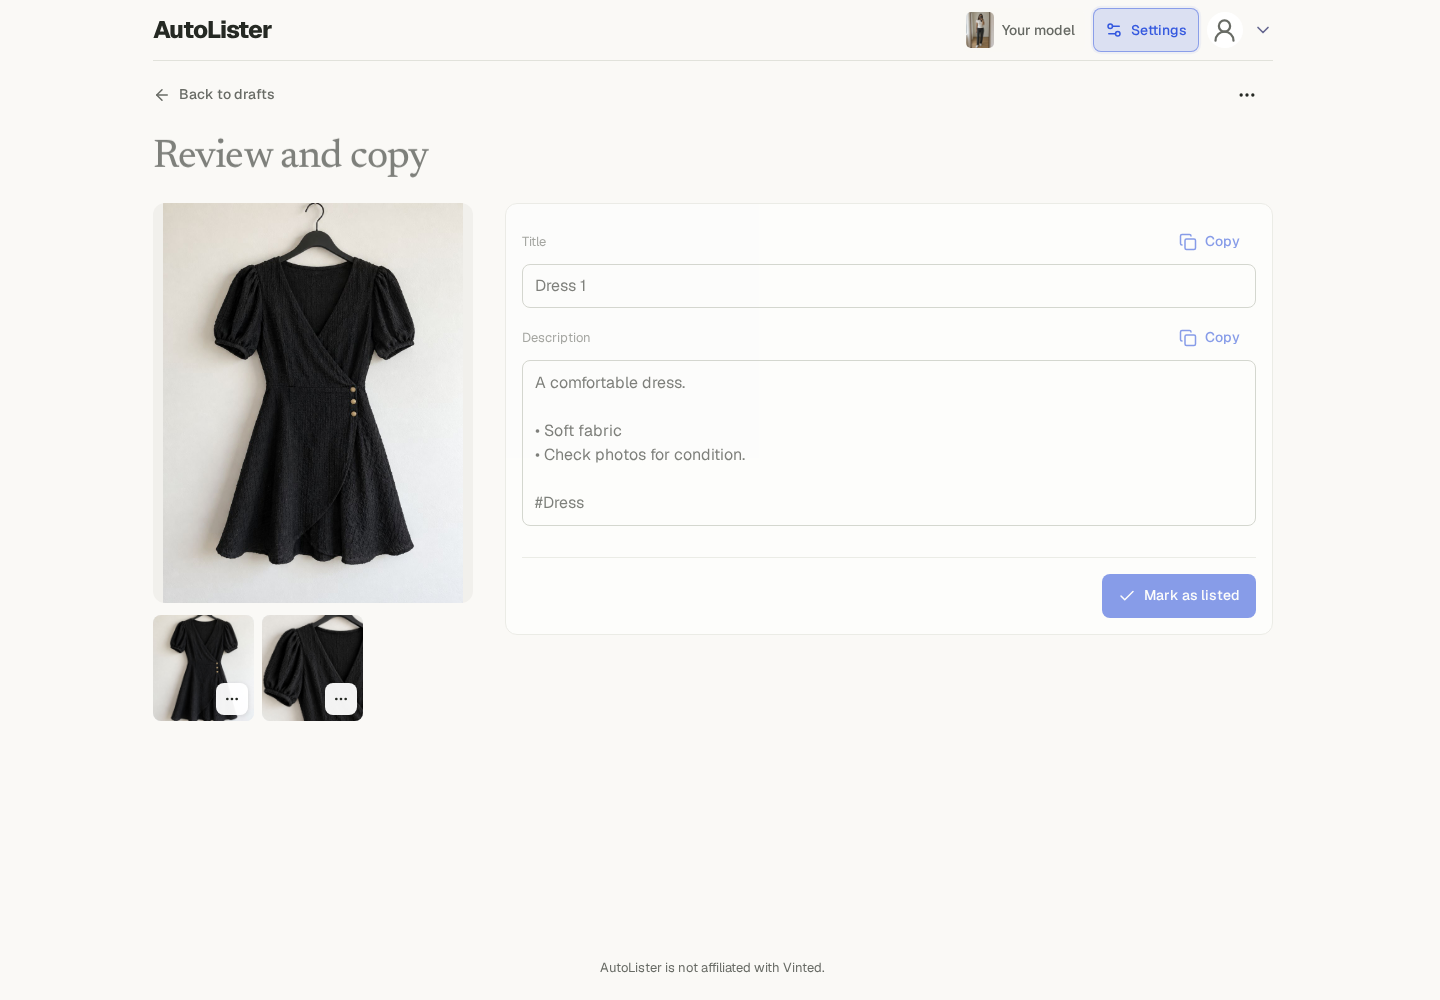 AutoLister
Your model
Settings
Back to drafts
Review and copy
Title
Copy
Dress 1
Description
Copy
A comfortable dress.
• Soft fabric
• Check photos for condition.
#Dress
Mark as listed
AutoLister is not affiliated with Vinted.